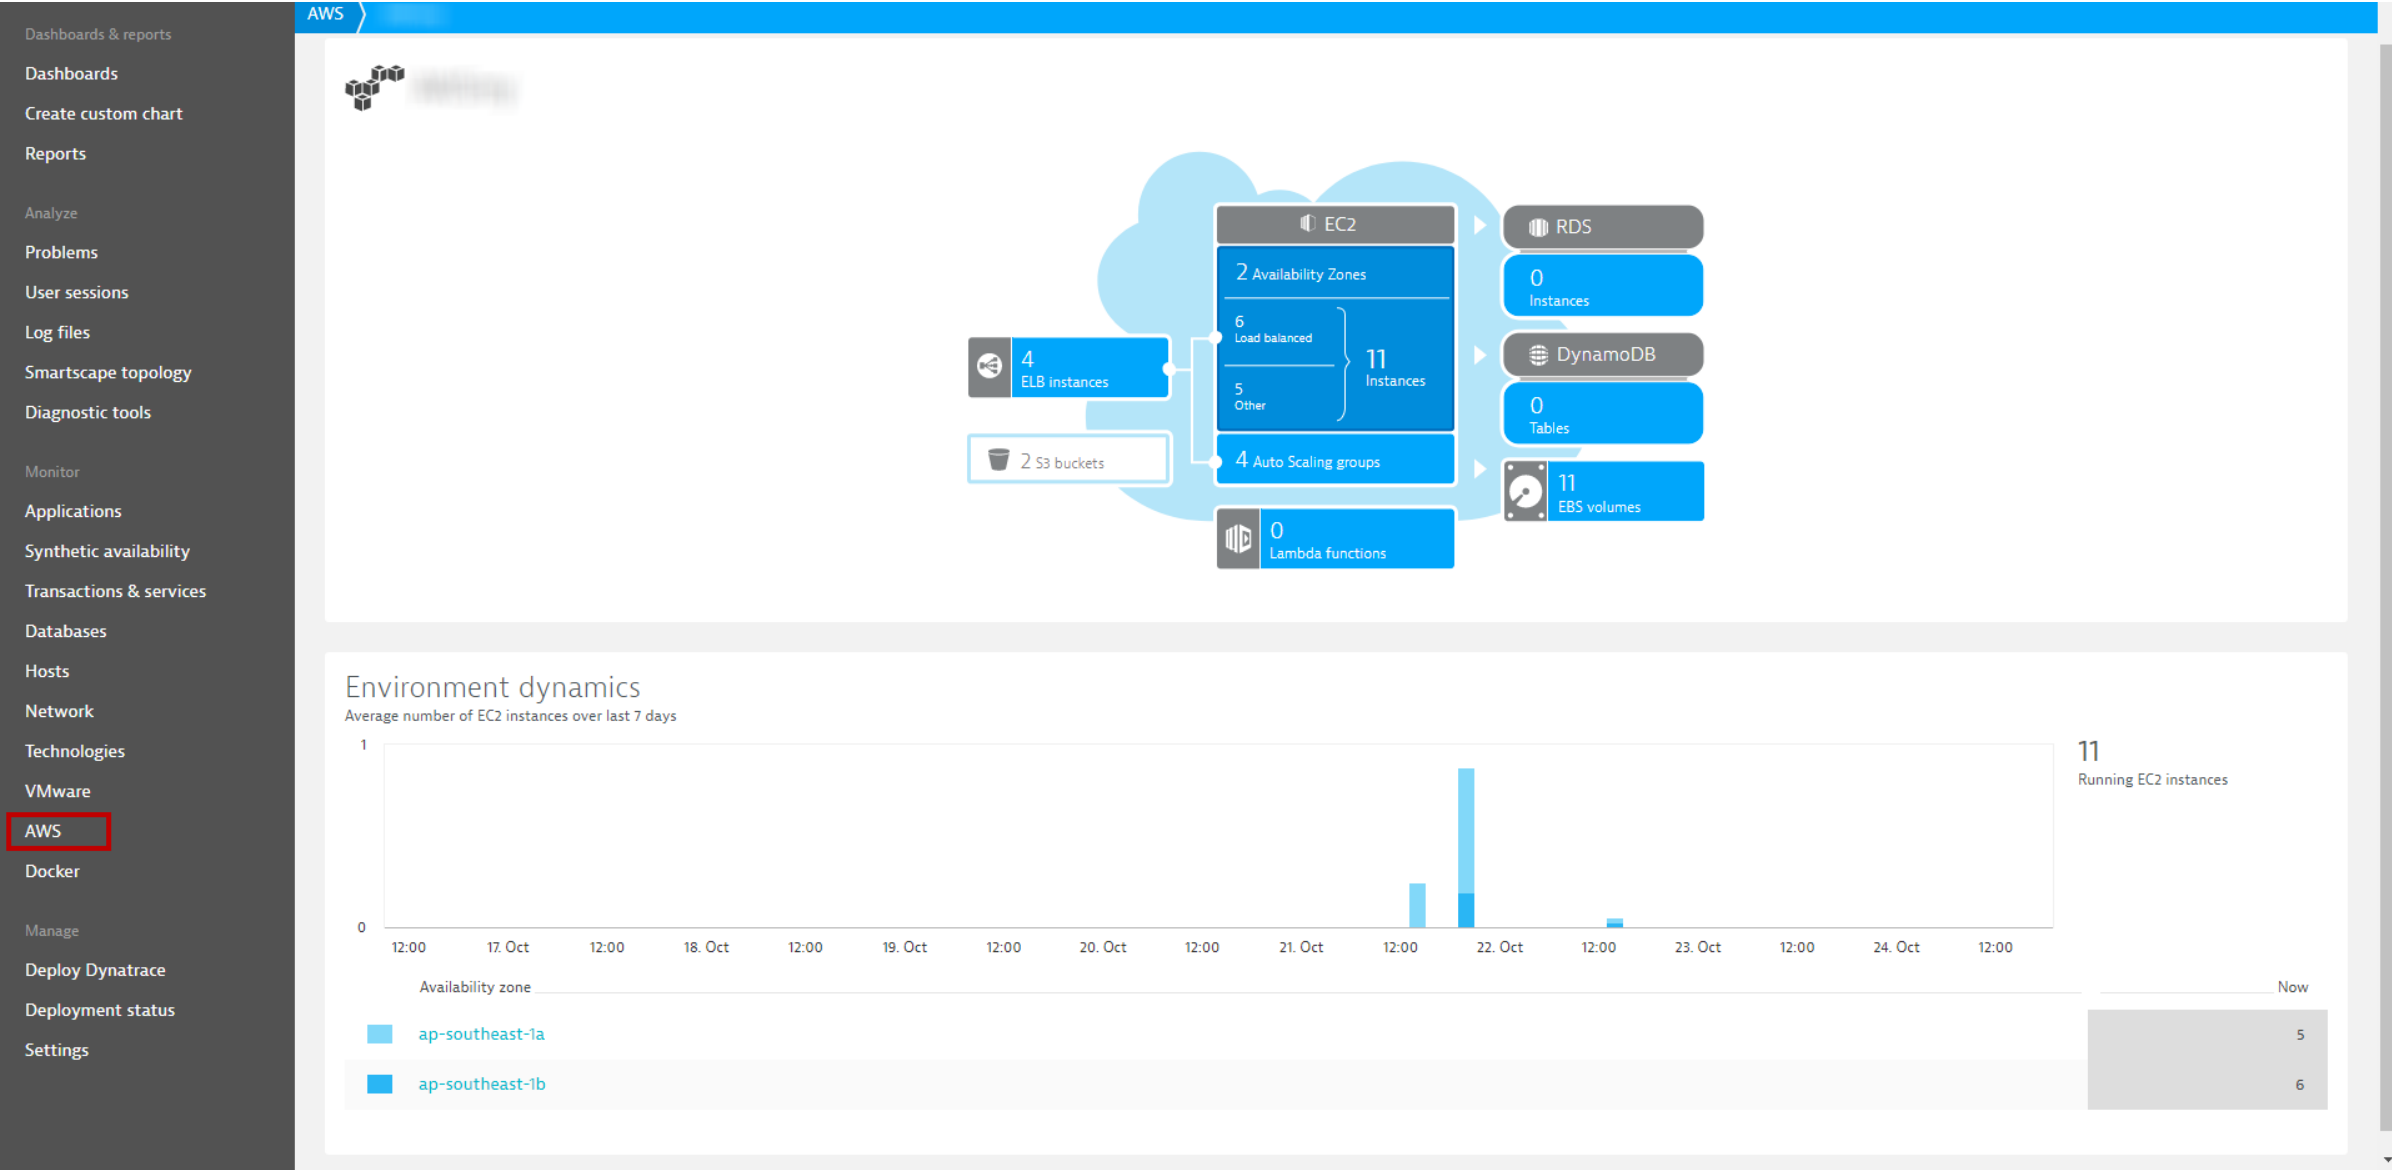 Dashboards & reports
Dashboards
Create custom chart
Reports
Analyze
Problems
User sessions
Log files
Smartscape topology
Diagnostic tools
Monitor
Applications
Synthetic availability
Transactions & services
Databases
Hosts
Network
Technologies
VMware
AWS
Docker
Manage
Deploy Dynatrace
Deployment status
Settings
AWS
EC2
2 Availability Zones
6
Load balanced
5
Other
11
Instances
4 Auto Scaling groups
4
ELB instances
2 S3 buckets
0
Lambda functions
RDS
0
Instances
DynamoDB
0
Tables
11
EBS volumes
Environment dynamics
Average number of EC2 instances over last 7 days
1
0
12:00 17. Oct 12:00 18. Oct 12:00 19. Oct 12:00 20. Oct 12:00 21. Oct 12:00 22. Oct 12:00 23. Oct 12:00 24. Oct 12:00
11
Running EC2 instances
Availability zone Now
ap-southeast-1a 5
ap-southeast-1b 6